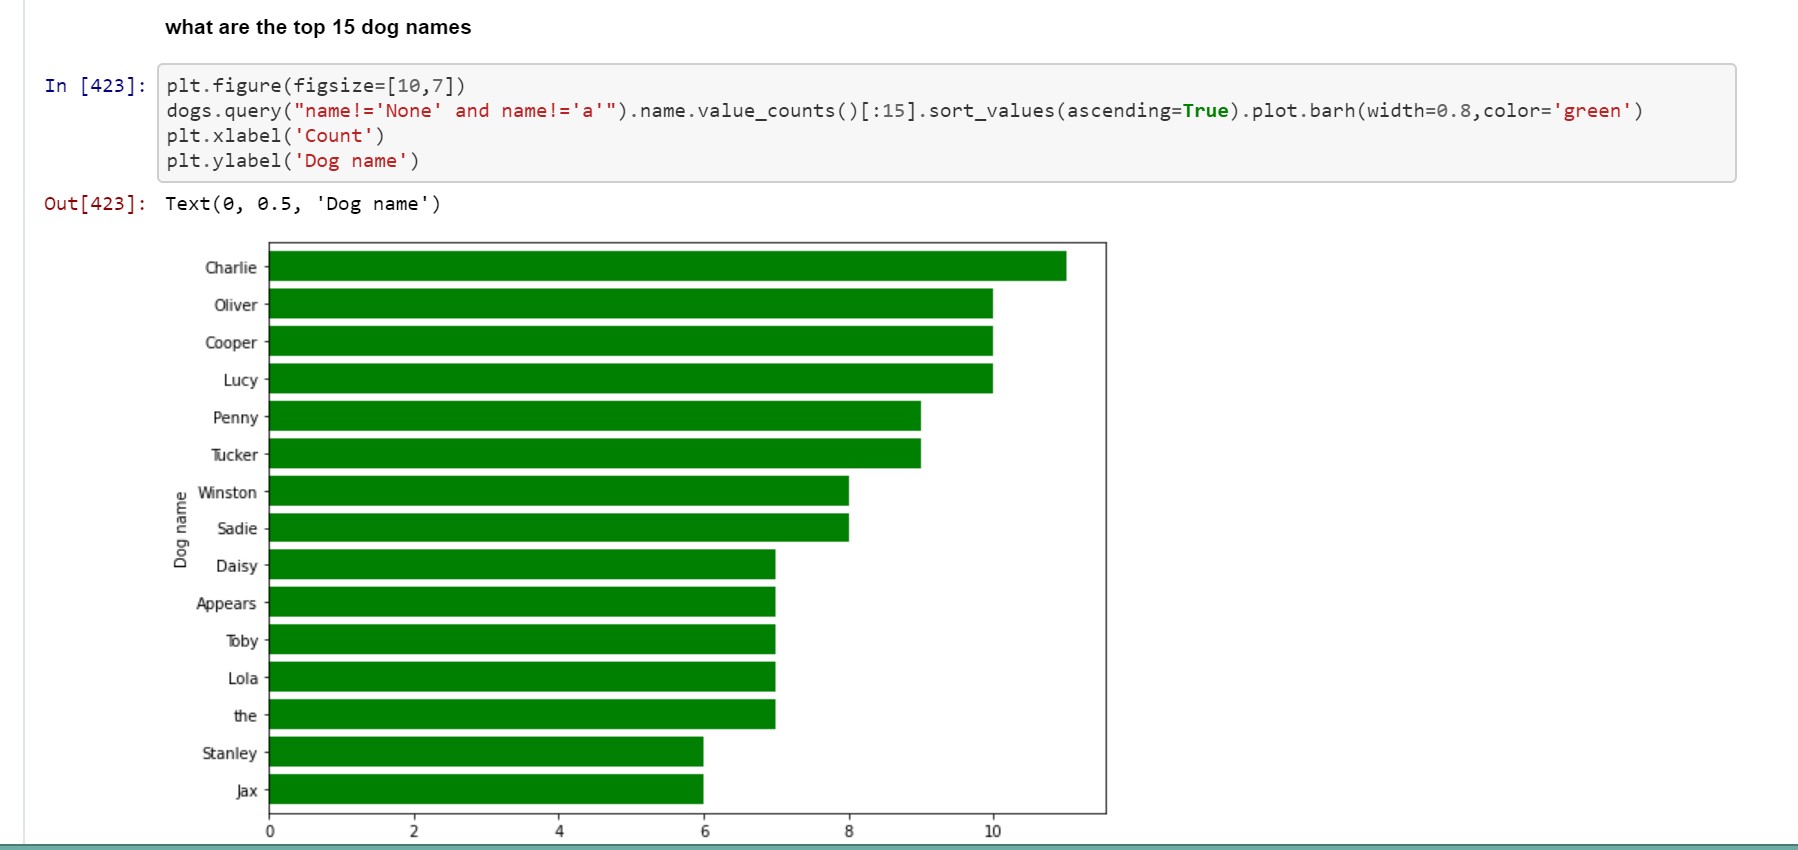 what are the top 15 dog names
In [423]:
plt.figure(figsize=[10,7])
dogs.query("name!='None' and name!='a'").name.value_counts()[:15].sort_values(ascending=True).plot.barh(width=0.8,color='green')
plt.xlabel('Count')
plt.ylabel('Dog name')
Out[423]: Text(0, 0.5, 'Dog name')
Charlie
Oliver
Cooper
Lucy
Penny
Tucker
Winston
Sadie
Daisy
Appears
Toby
Lola
the
Stanley
Jax
Dog name
0 2 4 6 8 10